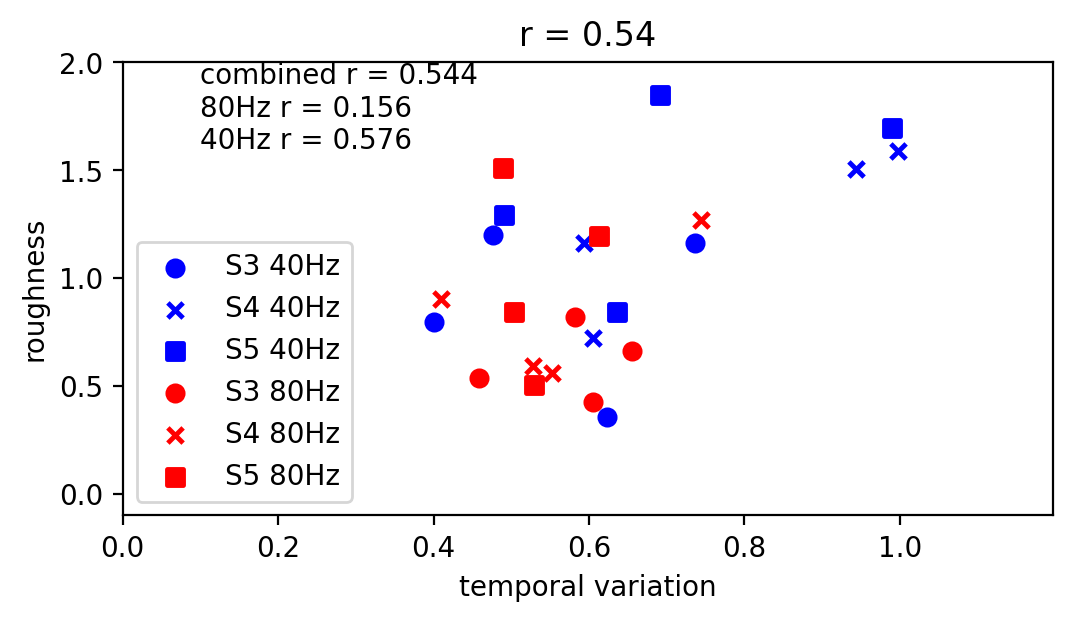 r = 0.54
combined r = 0.544
80Hz r = 0.156
40Hz r = 0.576
2.0
1.5
1.0
0.5
0.0
roughness
S3 40Hz
S4 40Hz
S5 40Hz
S3 80Hz
S4 80Hz
S5 80Hz
0.0 0.2 0.4 0.6 0.8 1.0
temporal variation